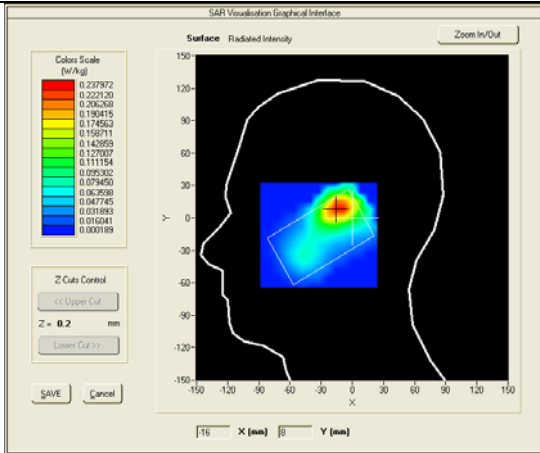 SAR Visualisation Graphical Interface
Surface Radiated Intensity
Zoom In/Out
Colors Scale
(W/kg)
0.237972
0.222120
0.206268
0.190415
0.174563
0.158711
0.142859
0.127007
0.111154
0.095302
0.079450
0.063598
0.047745
0.031893
0.016041
0.000189
Z-Cuts Control
<< Upper Cut
Z = 0.2 mm
Lower Cut >>
SAVE Cancel
150-
120-
90-
60-
30-
0-
-30-
-60-
-90-
-120-
-150-
Y
-150 -120 -90 -60 -30 0 30 60 90 120 150
X
-16 X (mm) 8 Y (mm)